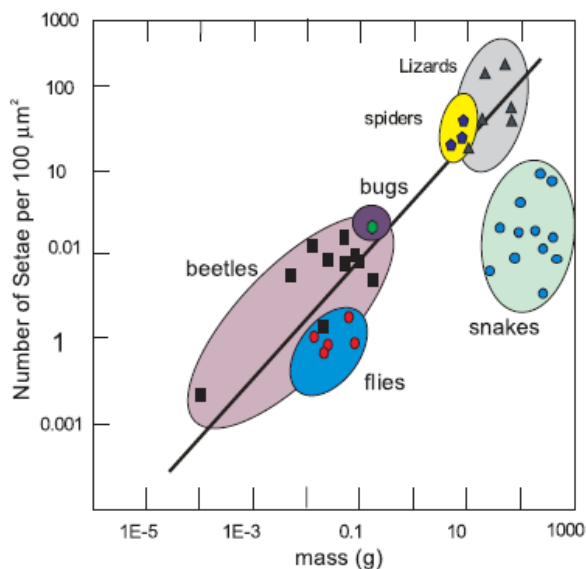 1000
100
10
0.01
1
0.001
Number of Setae per 100 μm²
Lizards
spiders
bugs
beetles
snakes
flies
1E-5 1E-3 0.1 10 1000
mass (g)